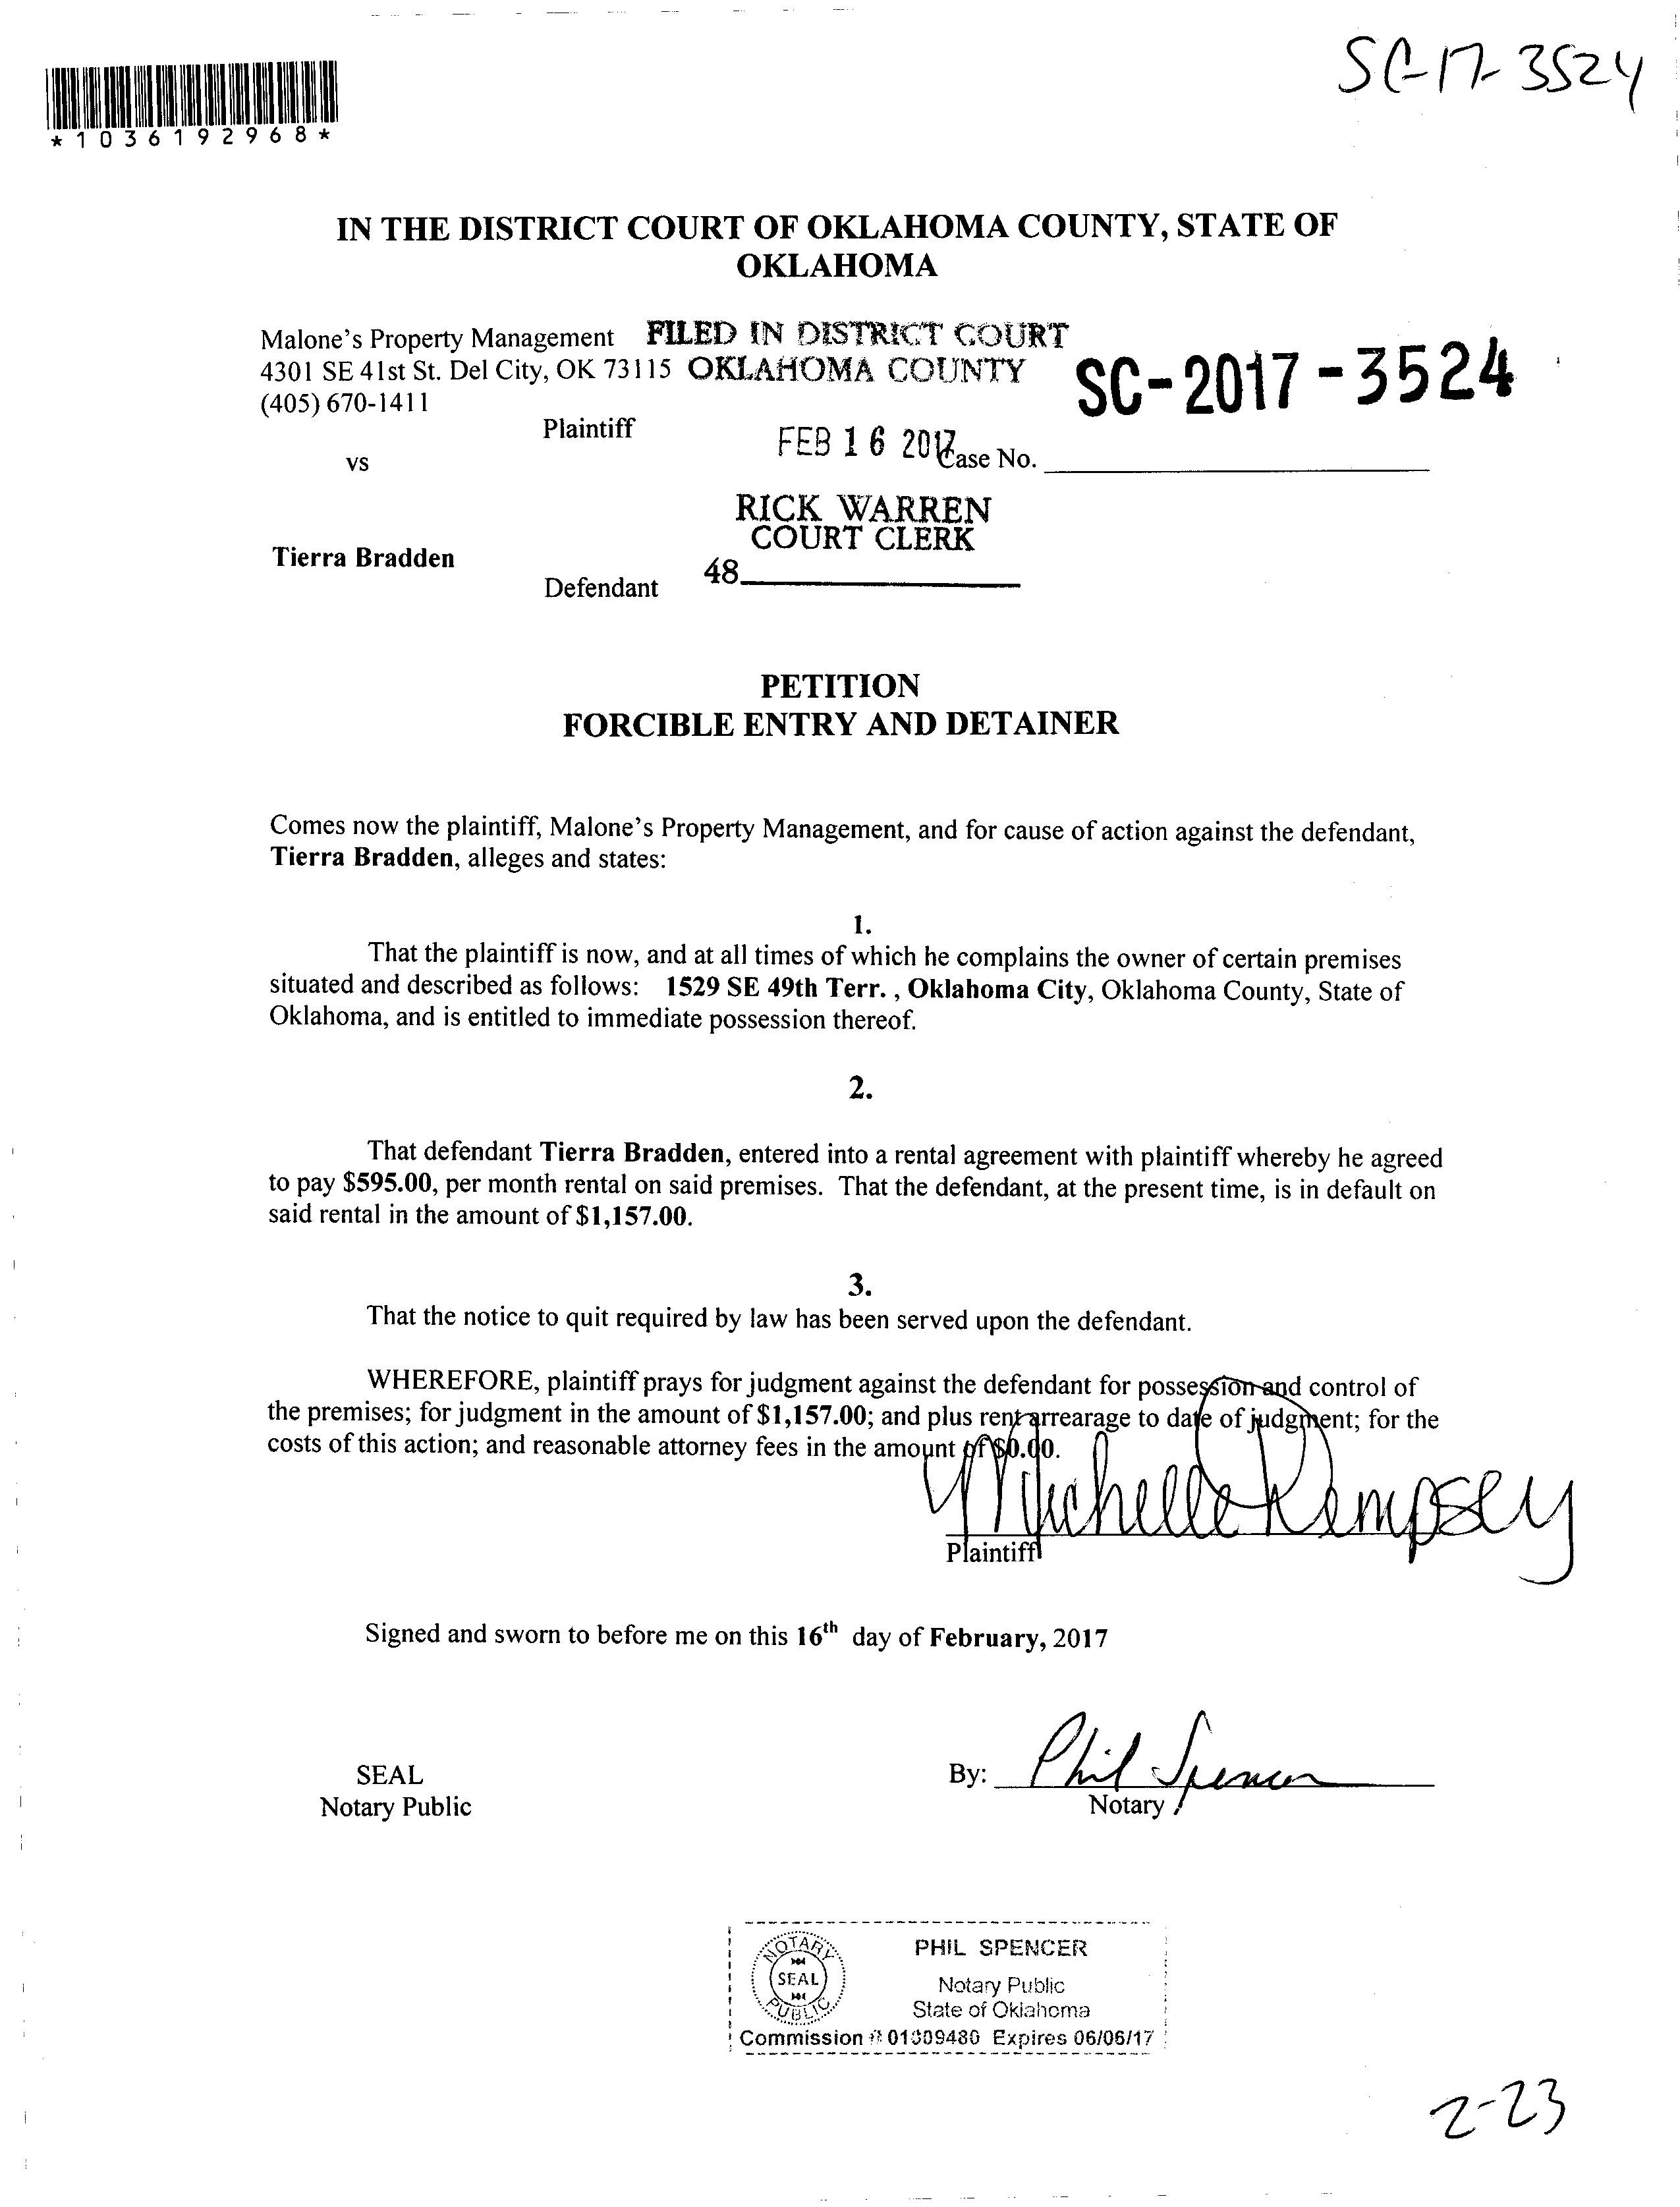 SC-17-3524
*1036192968*
IN THE DISTRICT COURT OF OKLAHOMA COUNTY, STATE OF
OKLAHOMA
Malone's Property Management FILED IN DISTRICT COURT
4301 SE 41st St. Del City, OK 73115 OKLAHOMA COUNTY
SC-2017-3524
(405) 670-1411
Plaintiff
FEB 16 2017
Case No.
vs
RICK WARREN
COURT CLERK
Tierra Bradden
48
Defendant
PETITION
FORCIBLE ENTRY AND DETAINER
Comes now the plaintiff, Malone's Property Management, and for cause of action against the defendant,
Tierra Bradden, alleges and states:
1.
That the plaintiff is now, and at all times of which he complains the owner of certain premises
situated and described as follows: 1529 SE 49th Terr. , Oklahoma City, Oklahoma County, State of
Oklahoma, and is entitled to immediate possession thereof.
2.
That defendant Tierra Bradden, entered into a rental agreement with plaintiff whereby he agreed
to pay $595.00, per month rental on said premises. That the defendant, at the present time, is in default on
said rental in the amount of $1,157.00.
3.
That the notice to quit required by law has been served upon the defendant.
WHEREFORE, plaintiff prays for judgment against the defendant for possession and control of
the premises; for judgment in the amount of $1,157.00; and plus rent arrearage to date of judgment; for the
costs of this action; and reasonable attorney fees in the amount of $0.00.
Michelle Dempsey
Plaintiff
Signed and sworn to before me on this 16th day of February, 2017
SEAL
Notary Public
By: Phil Spencer
Notary
NOTARY
SEAL
PUBLIC
PHIL SPENCER
Notary Public
State of Oklahoma
Commission # 01009480 Expires 06/06/17
2-23